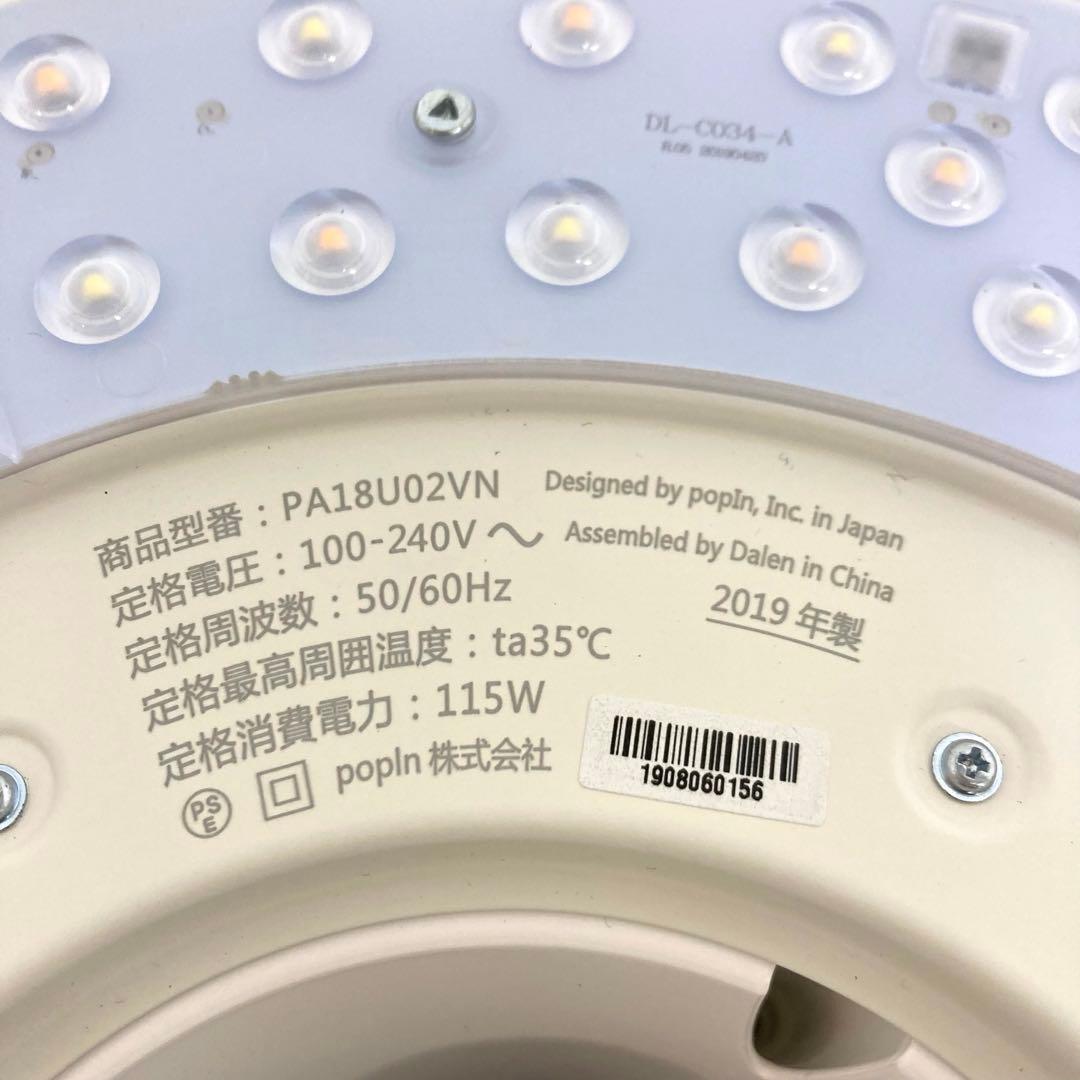 DL-C034-A
商品型番：PA18U02VN
定格電圧：100-240V～
定格周波数：50/60Hz
定格最高周囲温度：ta35℃
定格消費電力：115W
PSE
popIn 株式会社
Designed by popIn, Inc. in Japan
Assembled by Dalen in China
2019 年製
1908060156